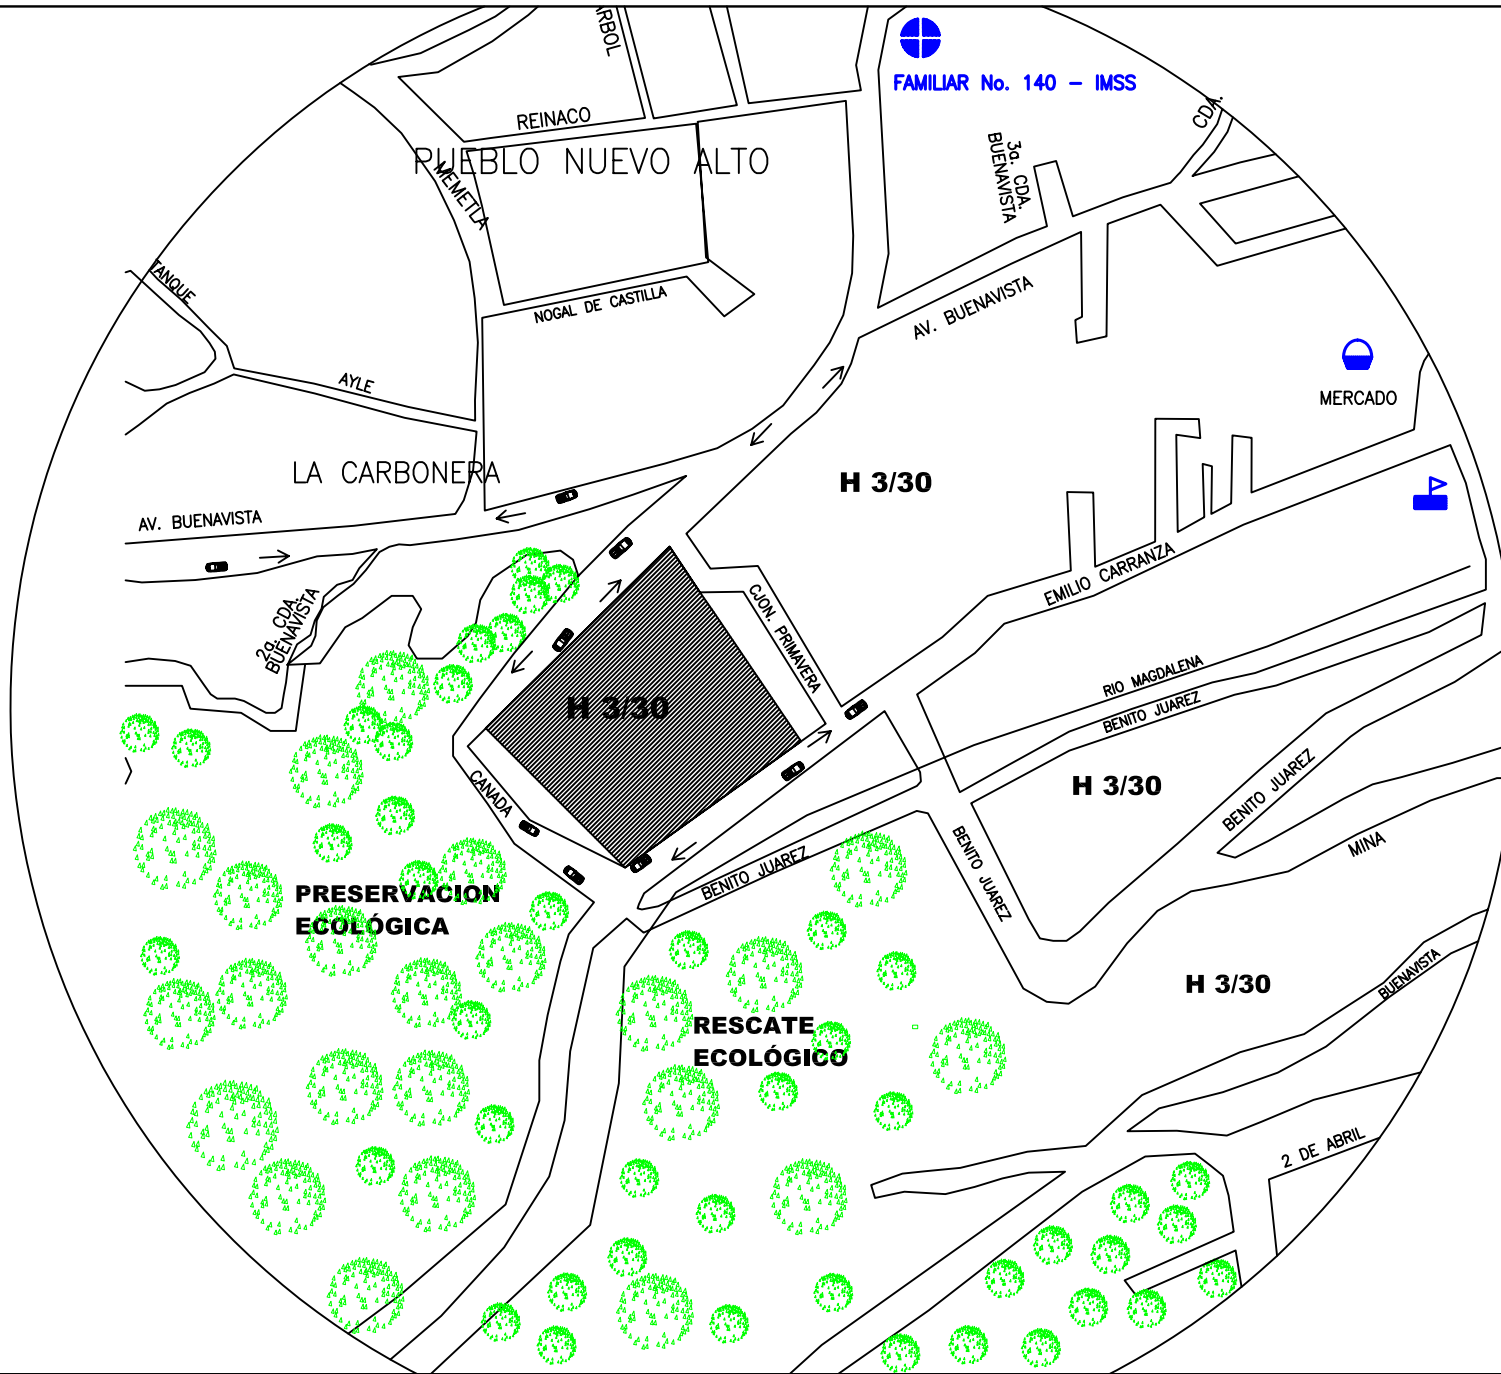 FAMILIAR No. 140 - IMSS
CDA.
REINACO
3a. CDA.
BUENAVISTA
PUEBLO NUEVO ALTO
MEMETLA
TANQUE
NOGAL DE CASTILLA
AV. BUENAVISTA
AYLE
MERCADO
LA CARBONERA
H 3/30
AV. BUENAVISTA
EMILIO CARRANZA
2a. CDA.
BUENAVISTA
CJON. PRIMAVERA
RIO MAGDALENA
BENITO JUAREZ
H 3/30
CANADA
H 3/30
BENITO JUAREZ
MINA
BENITO JUAREZ
BENITO JUAREZ
PRESERVACION
ECOLÓGICA
H 3/30
BUENAVISTA
RESCATE
ECOLÓGICO
2 DE ABRIL